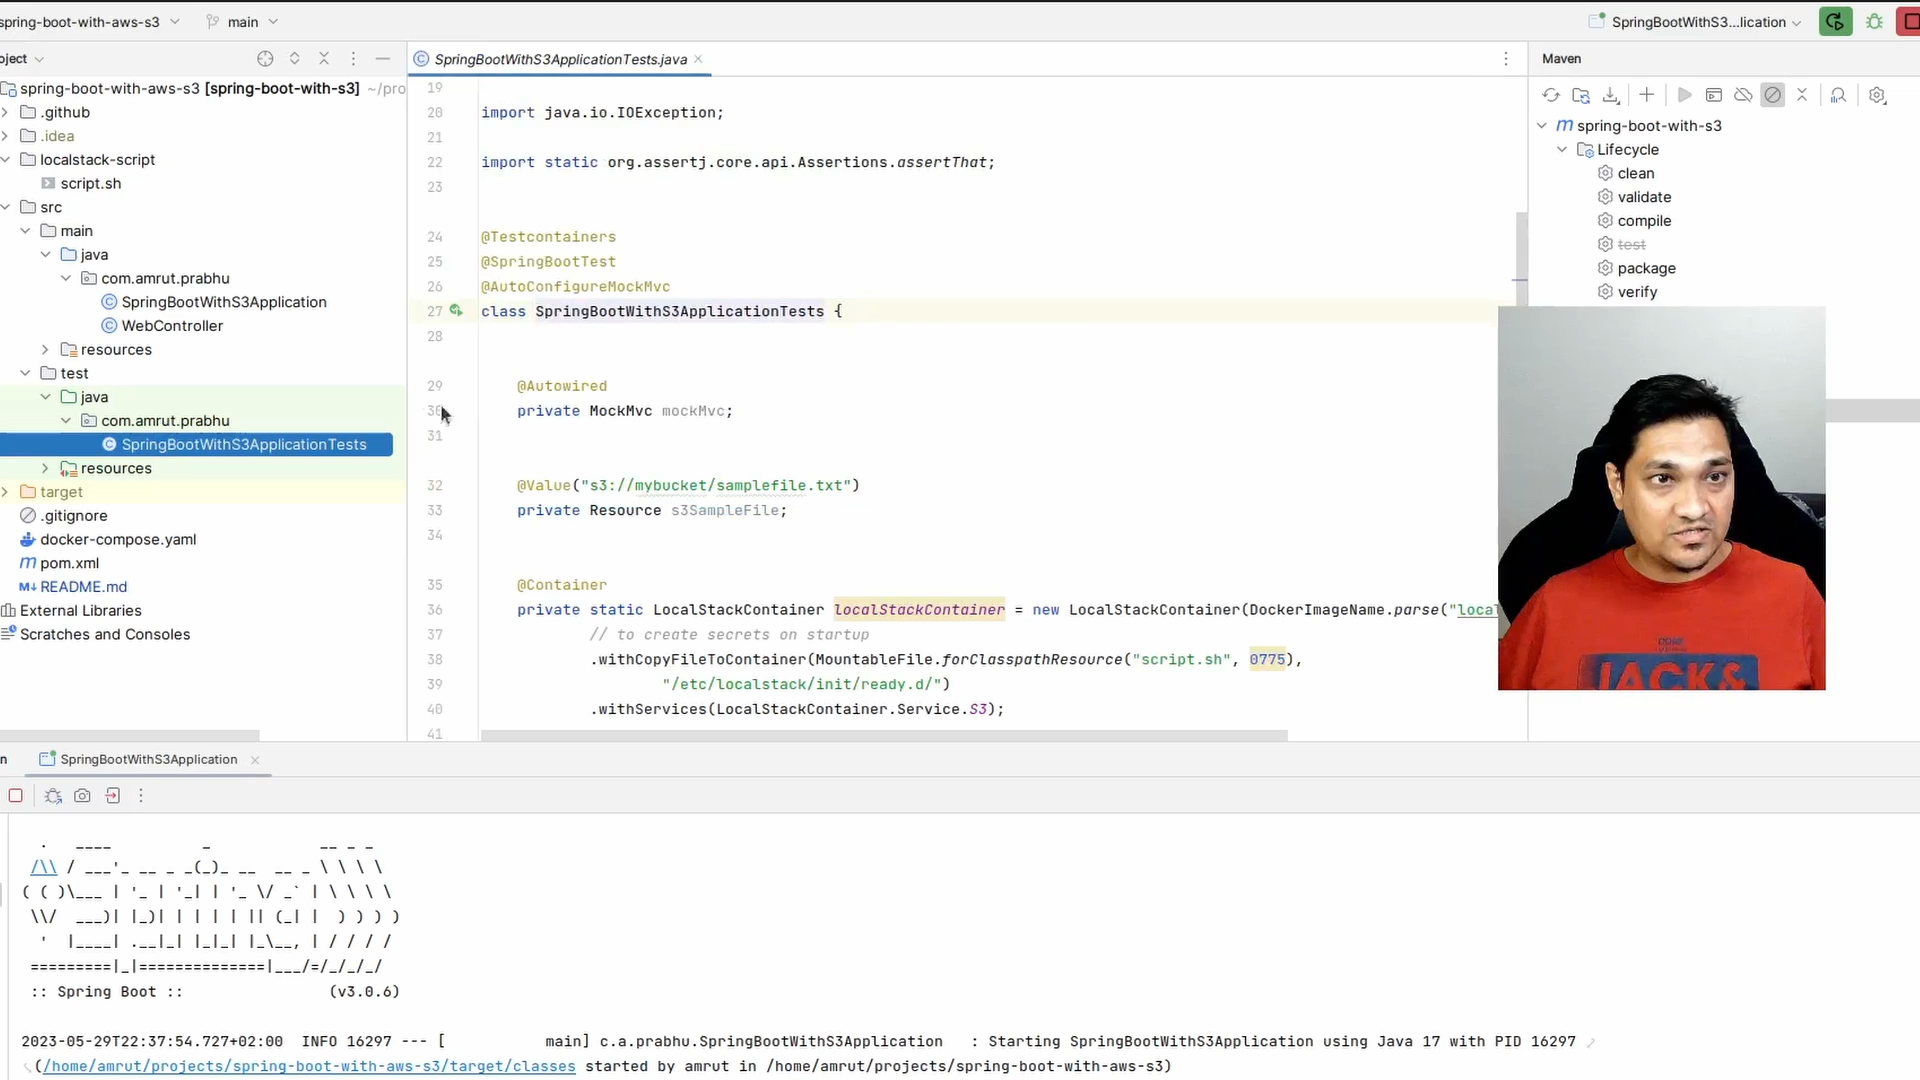 spring-boot-with-aws-s3
main
SpringBootWithS3...lication
oject
SpringBootWithS3ApplicationTests.java
Maven
spring-boot-with-aws-s3 [spring-boot-with-s3] ~/pro
.github
.idea
localstack-script
script.sh
src
main
java
com.amrut.prabhu
SpringBootWithS3Application
WebController
resources
test
java
com.amrut.prabhu
SpringBootWithS3ApplicationTests
resources
target
.gitignore
docker-compose.yaml
pom.xml
README.md
External Libraries
Scratches and Consoles
19
20 import java.io.IOException;
21
22 import static org.assertj.core.api.Assertions.assertThat;
23
24 @Testcontainers
25 @SpringBootTest
26 @AutoConfigureMockMvc
27 class SpringBootWithS3ApplicationTests {
28
29 @Autowired
30 private MockMvc mockMvc;
31
32 @Value("s3://mybucket/samplefile.txt")
33 private Resource s3SampleFile;
34
35 @Container
36 private static LocalStackContainer localStackContainer = new LocalStackContainer(DockerImageName.parse("local
37 // to create secrets on startup
38 .withCopyFileToContainer(MountableFile.forClasspathResource("script.sh", 0775),
39 "/etc/localstack/init/ready.d/")
40 .withServices(LocalStackContainer.Service.S3);
41
spring-boot-with-s3
Lifecycle
clean
validate
compile
test
package
verify
JACK&
n
SpringBootWithS3Application
:: Spring Boot :: (v3.0.6)
2023-05-29T22:37:54.727+02:00 INFO 16297 --- [ main] c.a.prabhu.SpringBootWithS3Application : Starting SpringBootWithS3Application using Java 17 with PID 16297
(/home/amrut/projects/spring-boot-with-aws-s3/target/classes started by amrut in /home/amrut/projects/spring-boot-with-aws-s3)